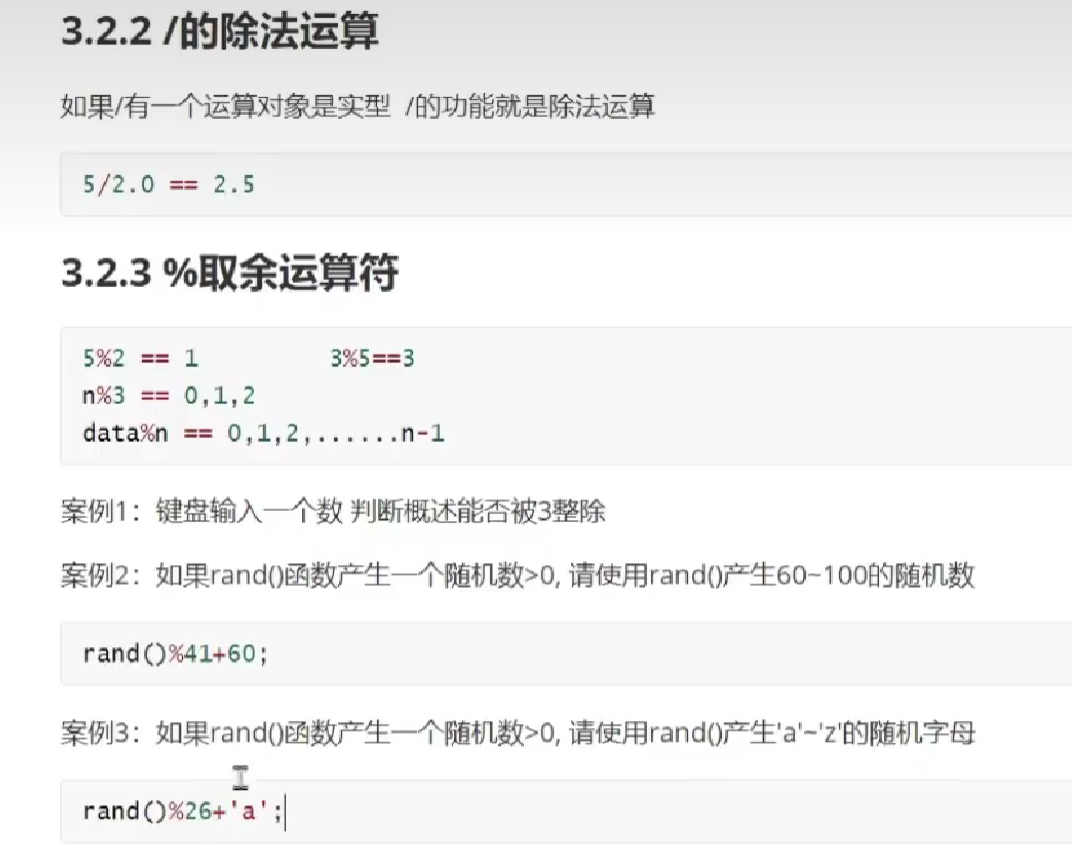 3.2.2 /的除法运算
如果/有一个运算对象是实型 /的功能就是除法运算
5/2.0 == 2.5
3.2.3 %取余运算符
5%2 == 1 3%5==3
n%3 == 0,1,2
data%n == 0,1,2,......n-1
案例1：键盘输入一个数 判断概述能否被3整除
案例2：如果rand()函数产生一个随机数>0, 请使用rand()产生60~100的随机数
rand()%41+60;
案例3：如果rand()函数产生一个随机数>0, 请使用rand()产生'a'~'z'的随机字母
rand()%26+'a';